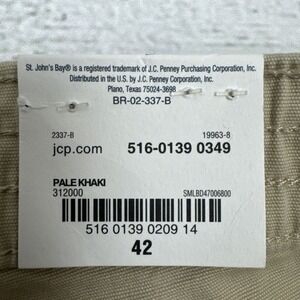 St. John's Bay® is a registered trademark of J.C. Penney Purchasing Corporation, Inc.
Distributed in the U.S. by J.C. Penney Corporation, Inc.
Plano, Texas 75024-3698
BR-02-337-B
2337-B 19963-8
jcp.com 516-0139 0349
PALE KHAKI
312000 SMLBD47006800
516 0139 0209 14
42